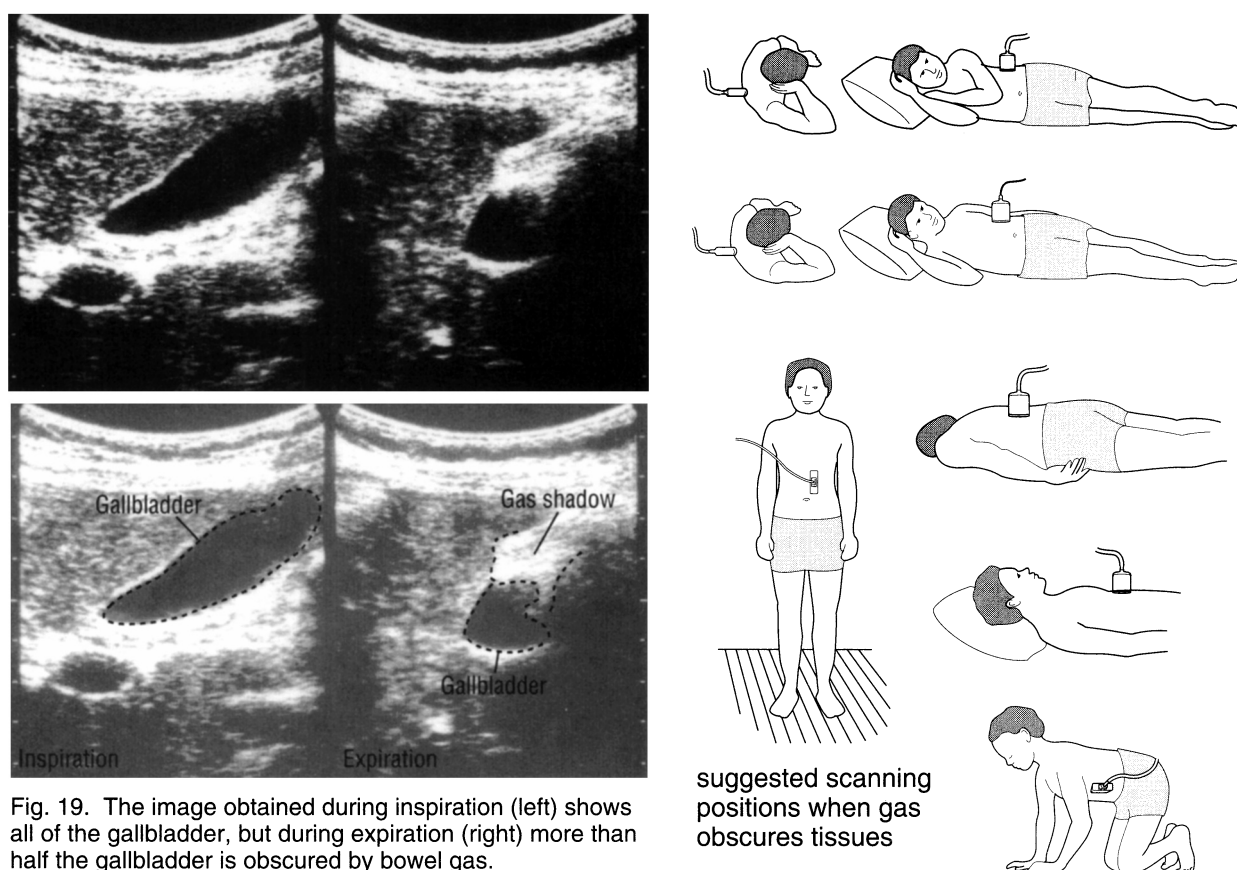 Gallbladder
Gas shadow
Gallbladder
Inspiration
Expiration
Fig. 19. The image obtained during inspiration (left) shows
all of the gallbladder, but during expiration (right) more than
half the gallbladder is obscured by bowel gas.
suggested scanning
positions when gas
obscures tissues